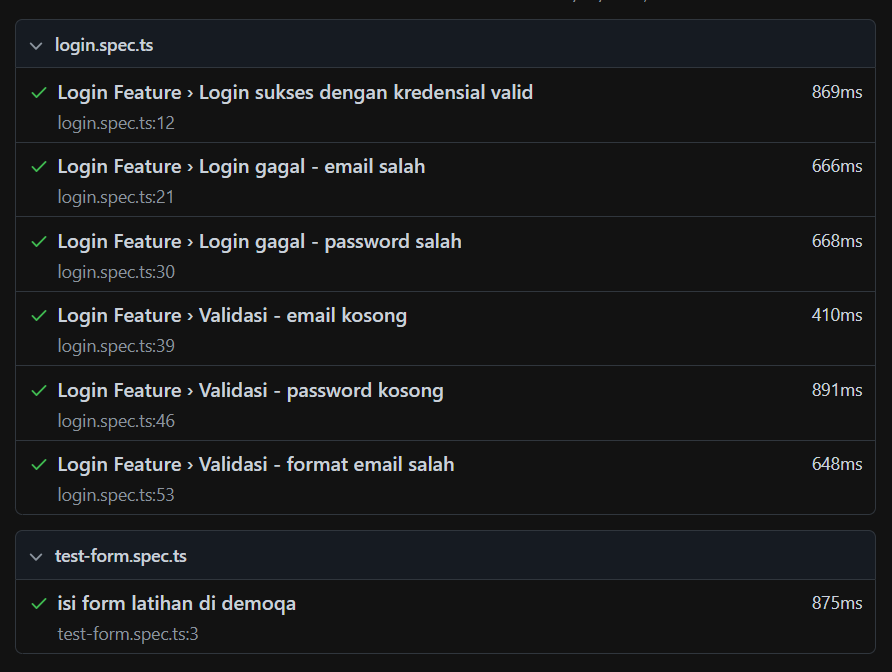 login.spec.ts
Login Feature › Login sukses dengan kredensial valid 869ms
login.spec.ts:12
Login Feature › Login gagal - email salah 666ms
login.spec.ts:21
Login Feature › Login gagal - password salah 668ms
login.spec.ts:30
Login Feature › Validasi - email kosong 410ms
login.spec.ts:39
Login Feature › Validasi - password kosong 891ms
login.spec.ts:46
Login Feature › Validasi - format email salah 648ms
login.spec.ts:53
test-form.spec.ts
isi form latihan di demoqa 875ms
test-form.spec.ts:3